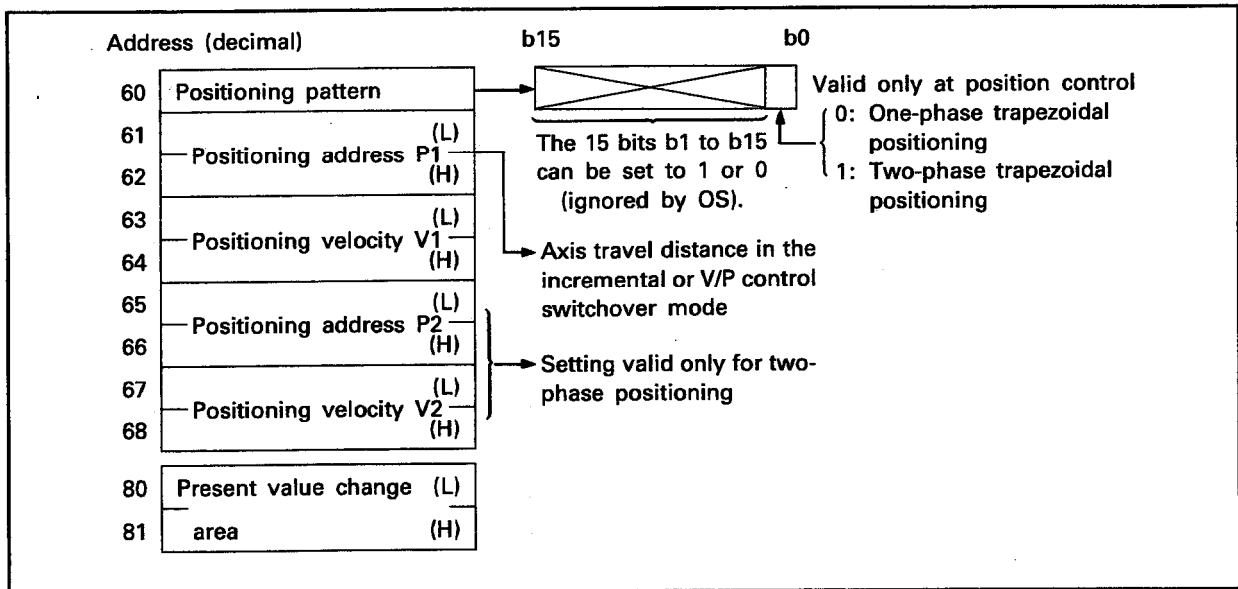 Address (decimal)
b15
b0
60 Positioning pattern
61 (L)
Positioning address P1
62 (H)
63 (L)
Positioning velocity V1
64 (H)
65 (L)
Positioning address P2
66 (H)
67 (L)
Positioning velocity V2
68 (H)
80 Present value change (L)
81 area (H)
The 15 bits b1 to b15
can be set to 1 or 0
(ignored by OS).
Valid only at position control
0: One-phase trapezoidal
positioning
1: Two-phase trapezoidal
positioning
Axis travel distance in the
incremental or V/P control
switchover mode
Setting valid only for two-
phase positioning